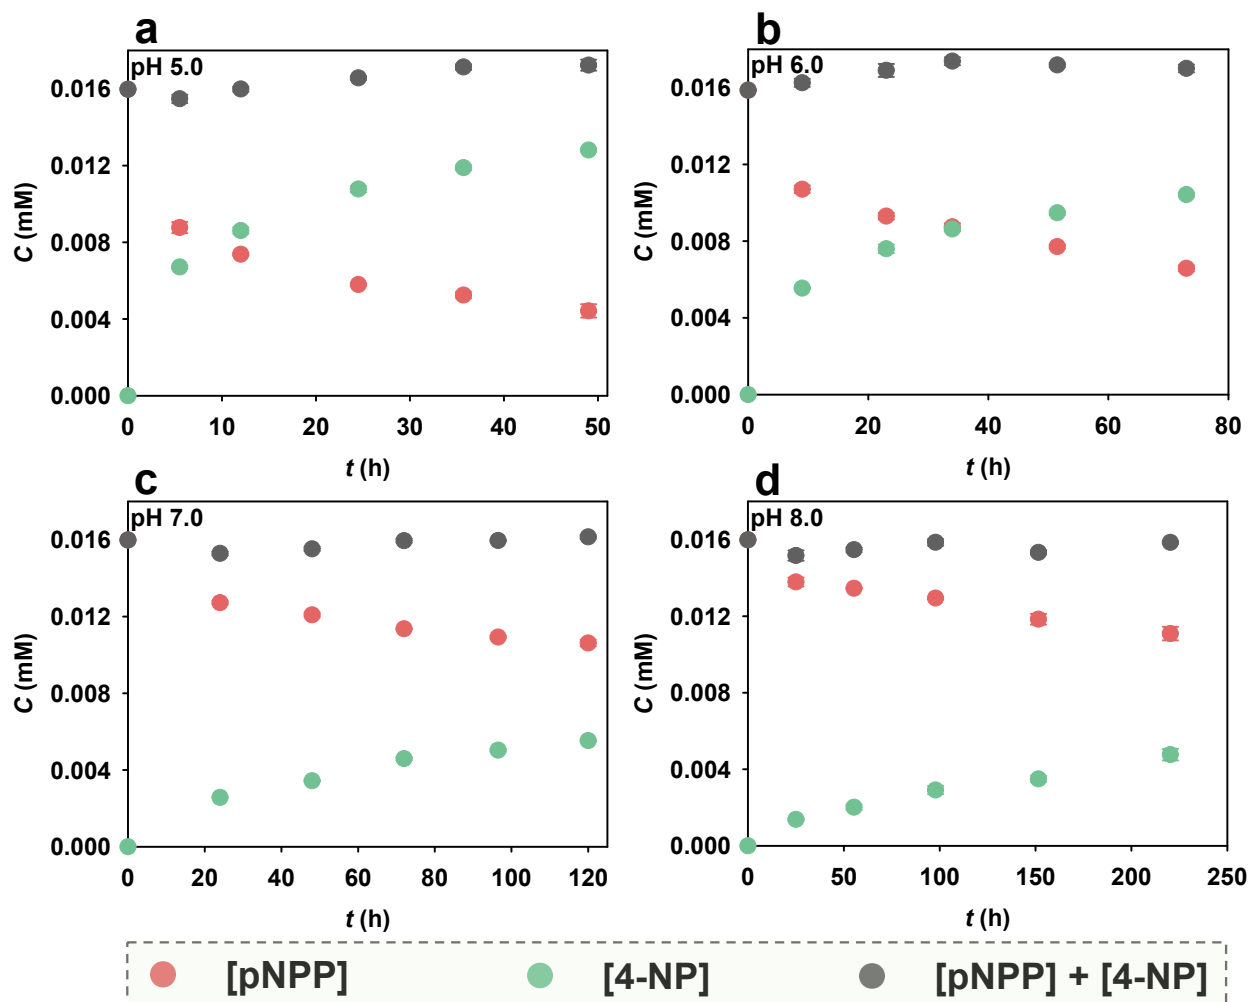 a
pH 5.0
0.016
0.012
0.008
0.004
0.000
C (mM)
0 10 20 30 40 50
t (h)
b
pH 6.0
0.016
0.012
0.008
0.004
0.000
C (mM)
0 20 40 60 80
t (h)
c
pH 7.0
0.016
0.012
0.008
0.004
0.000
C (mM)
0 20 40 60 80 100 120
t (h)
d
pH 8.0
0.016
0.012
0.008
0.004
0.000
C (mM)
0 50 100 150 200 250
t (h)
[pNPP] [4-NP] [pNPP] + [4-NP]